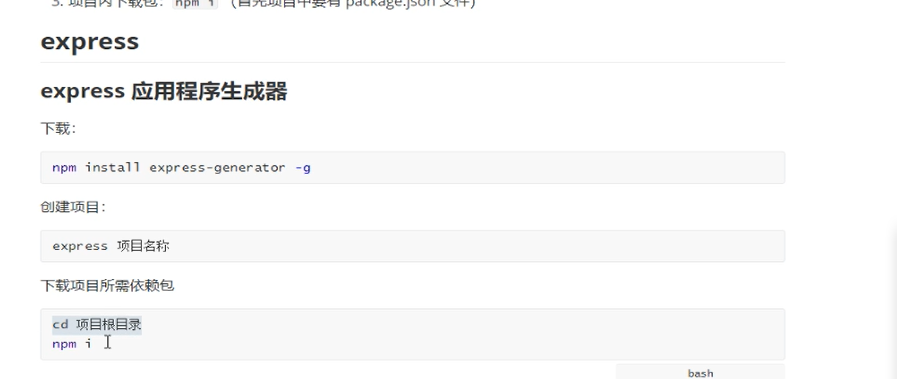 3. 项目内下载包： npm i （首先项目中要有 package.json 文件）
express
express 应用程序生成器
下载：
npm install express-generator -g
创建项目：
express 项目名称
下载项目所需依赖包
cd 项目根目录
npm i
bash